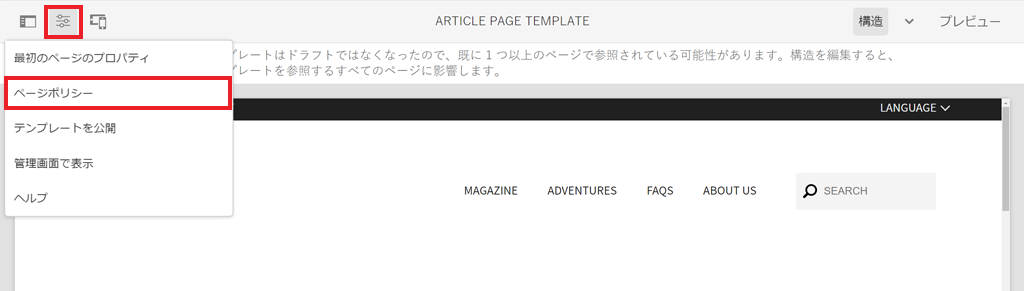 ARTICLE PAGE TEMPLATE
構造
プレビュー
最初のページのプロパティ
プレートはドラフトではなくなったので、既に 1 つ以上のページで参照されている可能性があります。構造を編集すると、
プレートを参照するすべてのページに影響します。
ページポリシー
テンプレートを公開
管理画面で表示
ヘルプ
LANGUAGE
MAGAZINE ADVENTURES FAQS ABOUT US SEARCH